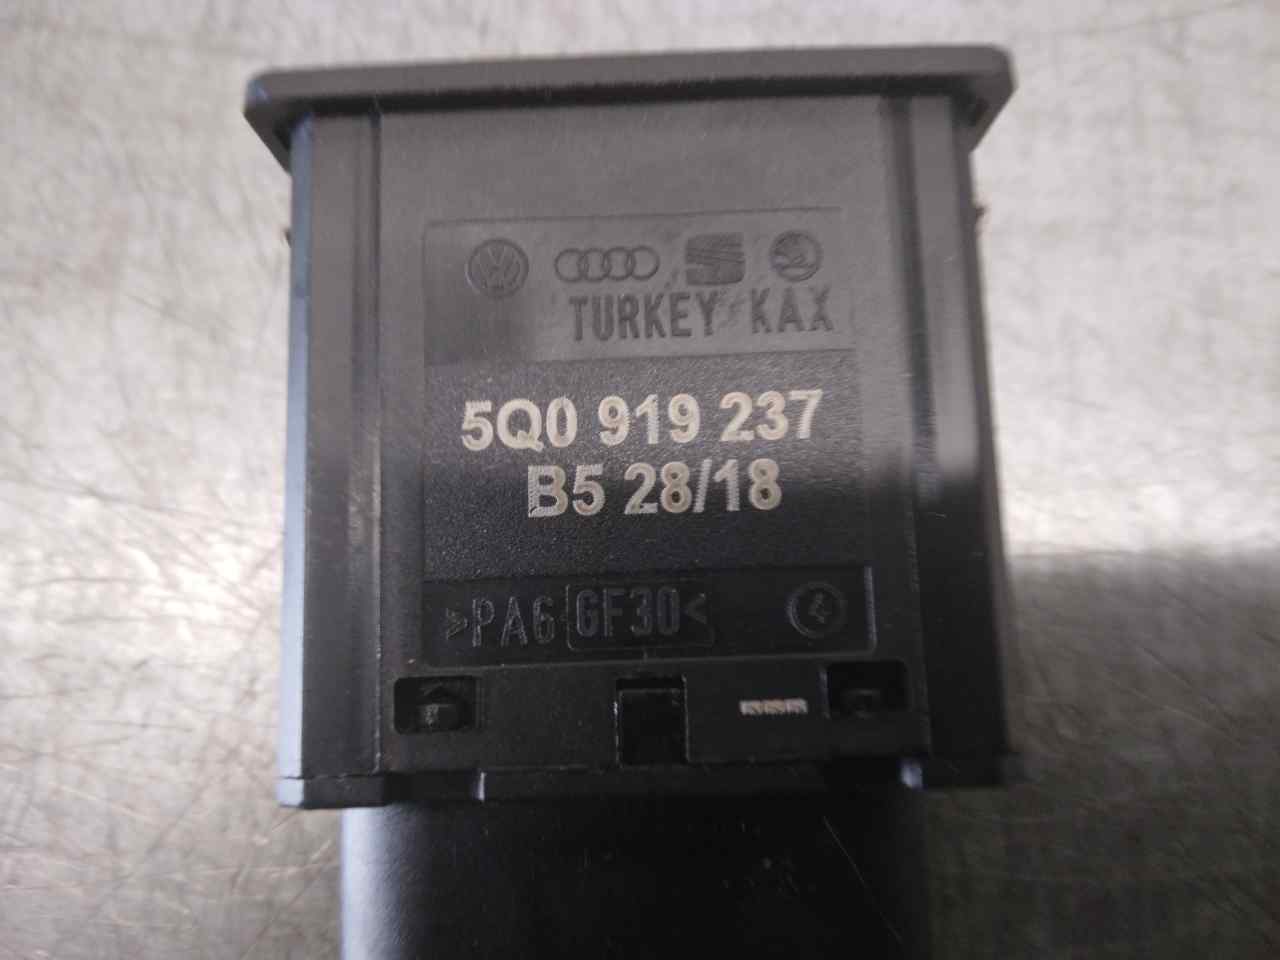 TURKEY KAX
5Q0 919 237
B5 28/18
>PA6 GF30<